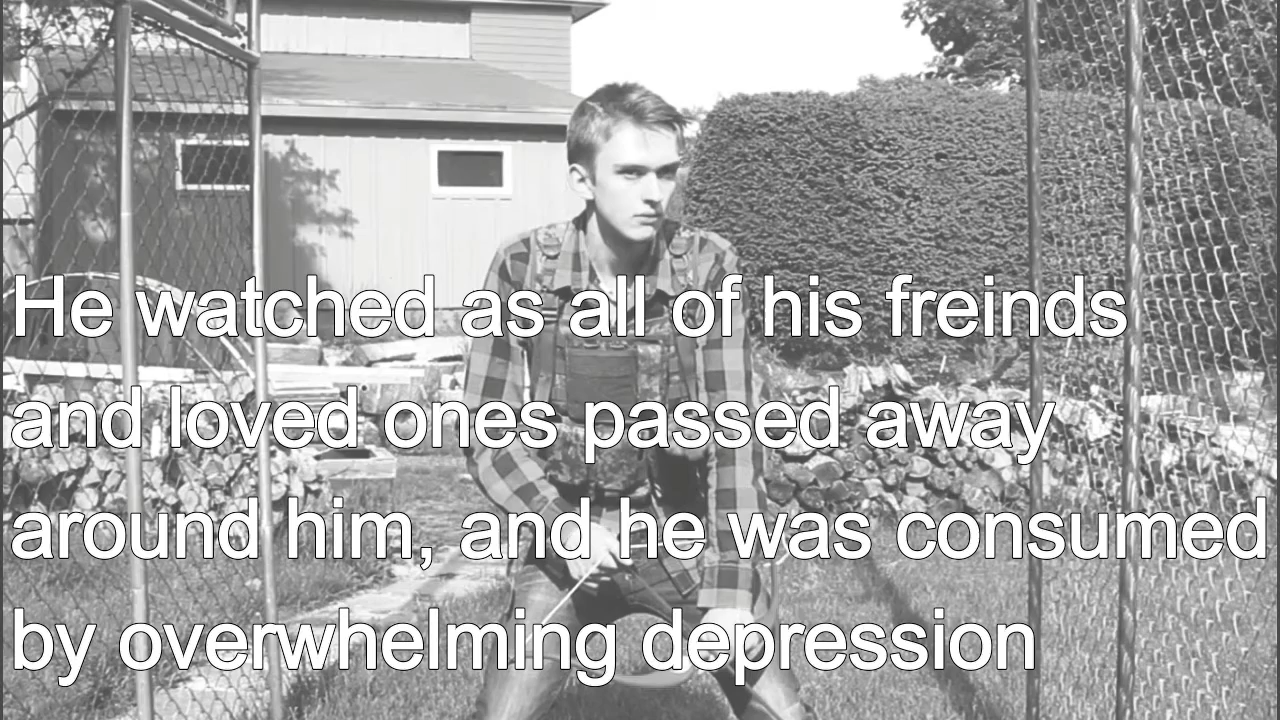 He watched as all of his freinds
and loved ones passed away
around him, and he was consumed
by overwhelming depression